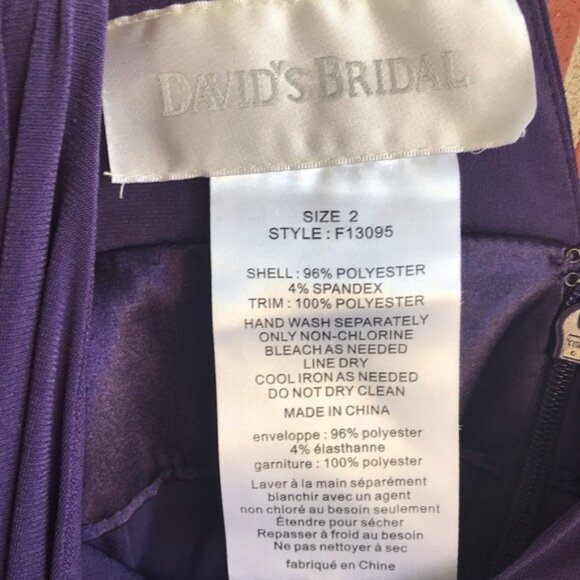 DAVID'S BRIDAL
SIZE 2
STYLE : F13095
SHELL : 96% POLYESTER
4% SPANDEX
TRIM : 100% POLYESTER
HAND WASH SEPARATELY
ONLY NON-CHLORINE
BLEACH AS NEEDED
LINE DRY
COOL IRON AS NEEDED
DO NOT DRY CLEAN
MADE IN CHINA
enveloppe : 96% polyester
4% élasthanne
garniture : 100% polyester
Laver à la main séparément
blanchir avec un agent
non chloré au besoin seulement
Étendre pour sécher
Repasser à froid au besoin
Ne pas nettoyer à sec
fabriqué en Chine